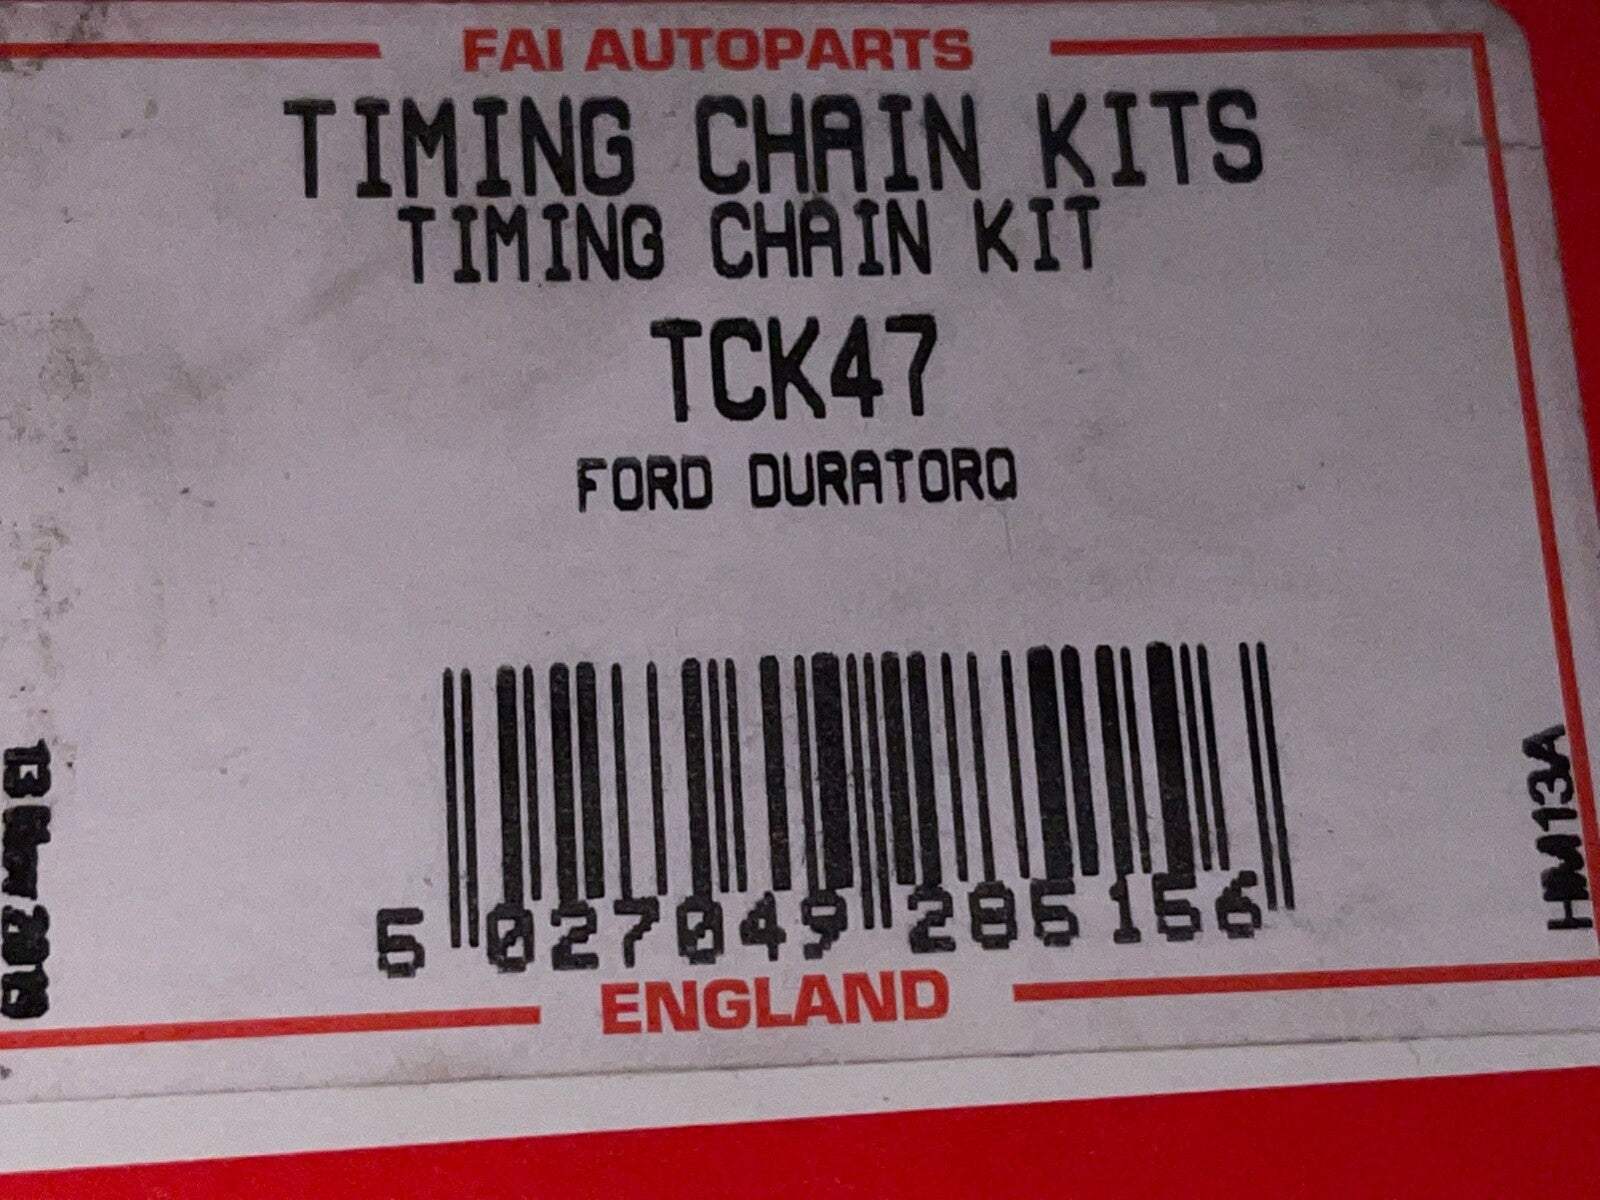 FAI AUTOPARTS
TIMING CHAIN KITS
TIMING CHAIN KIT
TCK47
FORD DURATORQ
5 027049 285156
HM13A
ENGLAND